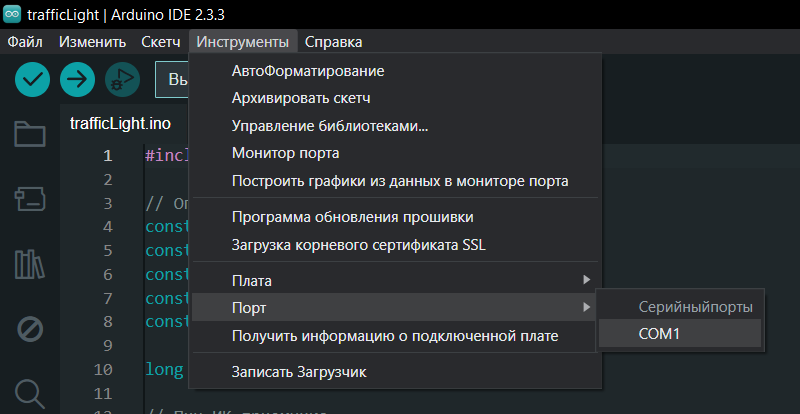 trafficLight | Arduino IDE 2.3.3
Файл Изменить Скетч Инструменты Справка
Вы
АвтоФорматирование
Архивировать скетч
Управление библиотеками...
Монитор порта
Построить графики из данных в мониторе порта
Программа обновления прошивки
Загрузка корневого сертификата SSL
Плата
Порт
Получить информацию о подключенной плате
Записать Загрузчик
Серийныйпорты
COM1
trafficLight.ino
1 #incl
2
3 // Оп
4 const
5 const
6 const
7 const
8 const
9
10 long
11